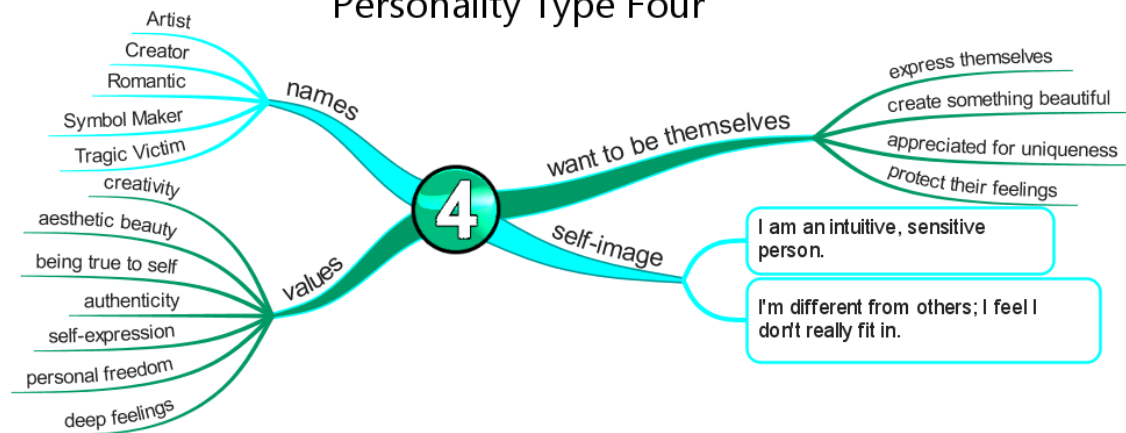 Personality Type Four
Artist
Creator
Romantic
Symbol Maker
Tragic Victim
names
creativity
aesthetic beauty
being true to self
authenticity
self-expression
personal freedom
deep feelings
values
4
want to be themselves
express themselves
create something beautiful
appreciated for uniqueness
protect their feelings
self-image
I am an intuitive, sensitive
person.
I'm different from others; I feel I
don't really fit in.